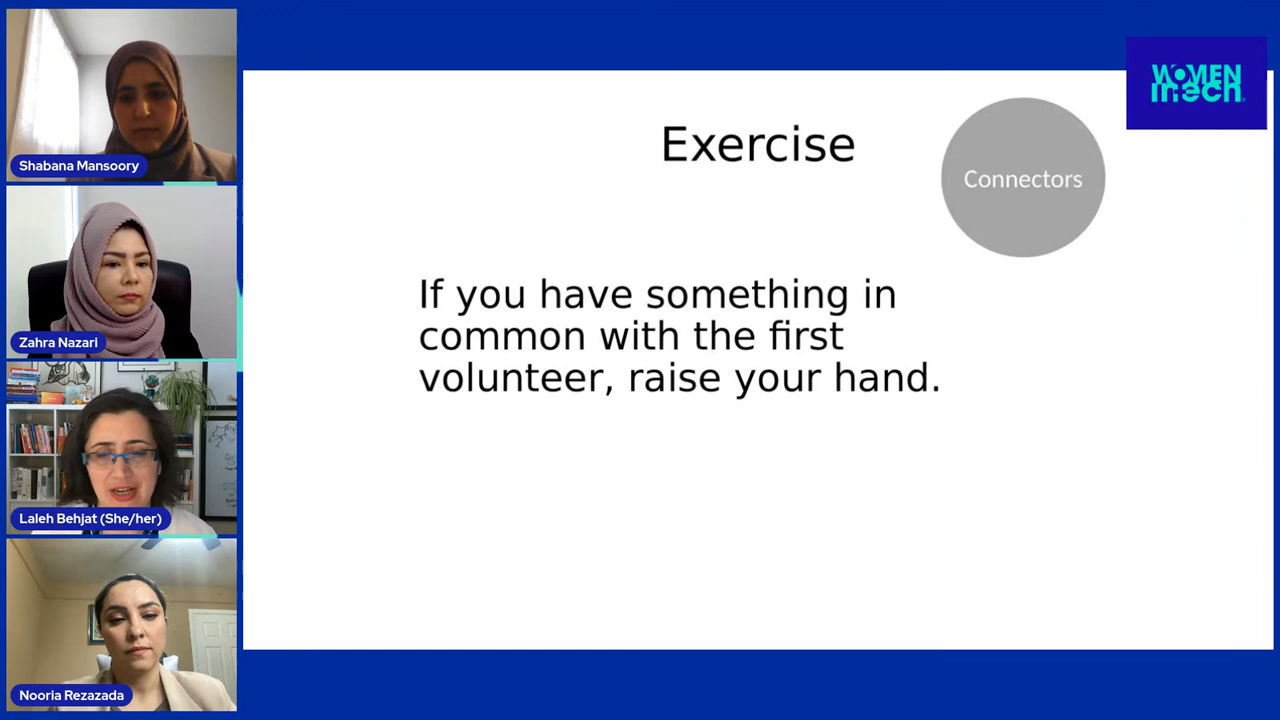 Shabana Mansoory
Zahra Nazari
Laleh Behjat (She/her)
Nooria Rezazada
Exercise
Connectors
If you have something in
common with the first
volunteer, raise your hand.
WOMEN
in tech